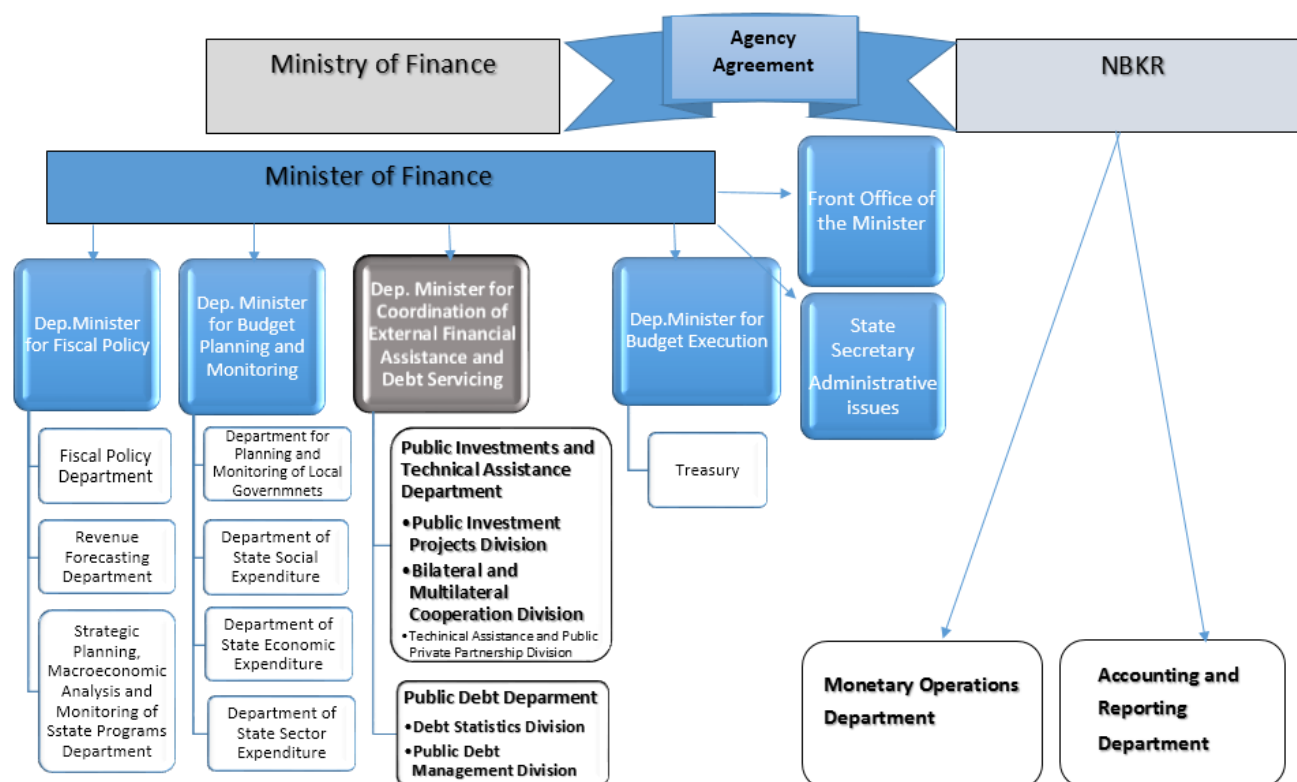 Ministry of Finance
Agency
Agreement
NBKR
Minister of Finance
Front Office of
the Minister
State
Secretary
Administrative
issues
Dep.Minister
for Fiscal Policy
Fiscal Policy
Department
Revenue
Forecasting
Department
Strategic
Planning,
Macroeconomic
Analysis and
Monitoring of
Sstate Programs
Department
Dep. Minister
for Budget
Planning and
Monitoring
Department for
Planning and
Monitoring of Local
Governmnets
Department of
State Social
Expenditure
Department of
State Economic
Expenditure
Department of
State Sector
Expenditure
Dep. Minister for
Coordination of
External Financial
Assistance and
Debt Servicing
Public Investments and
Technical Assistance
Department
•Public Investment
Projects Division
•Bilateral and
Multilateral
Cooperation Division
•Techinical Assistance and Public
Private Partnership Division
Public Debt Deparment
•Debt Statistics Division
•Public Debt
Management Division
Dep.Minister for
Budget Execution
Treasury
Monetary Operations
Department
Accounting and
Reporting
Department